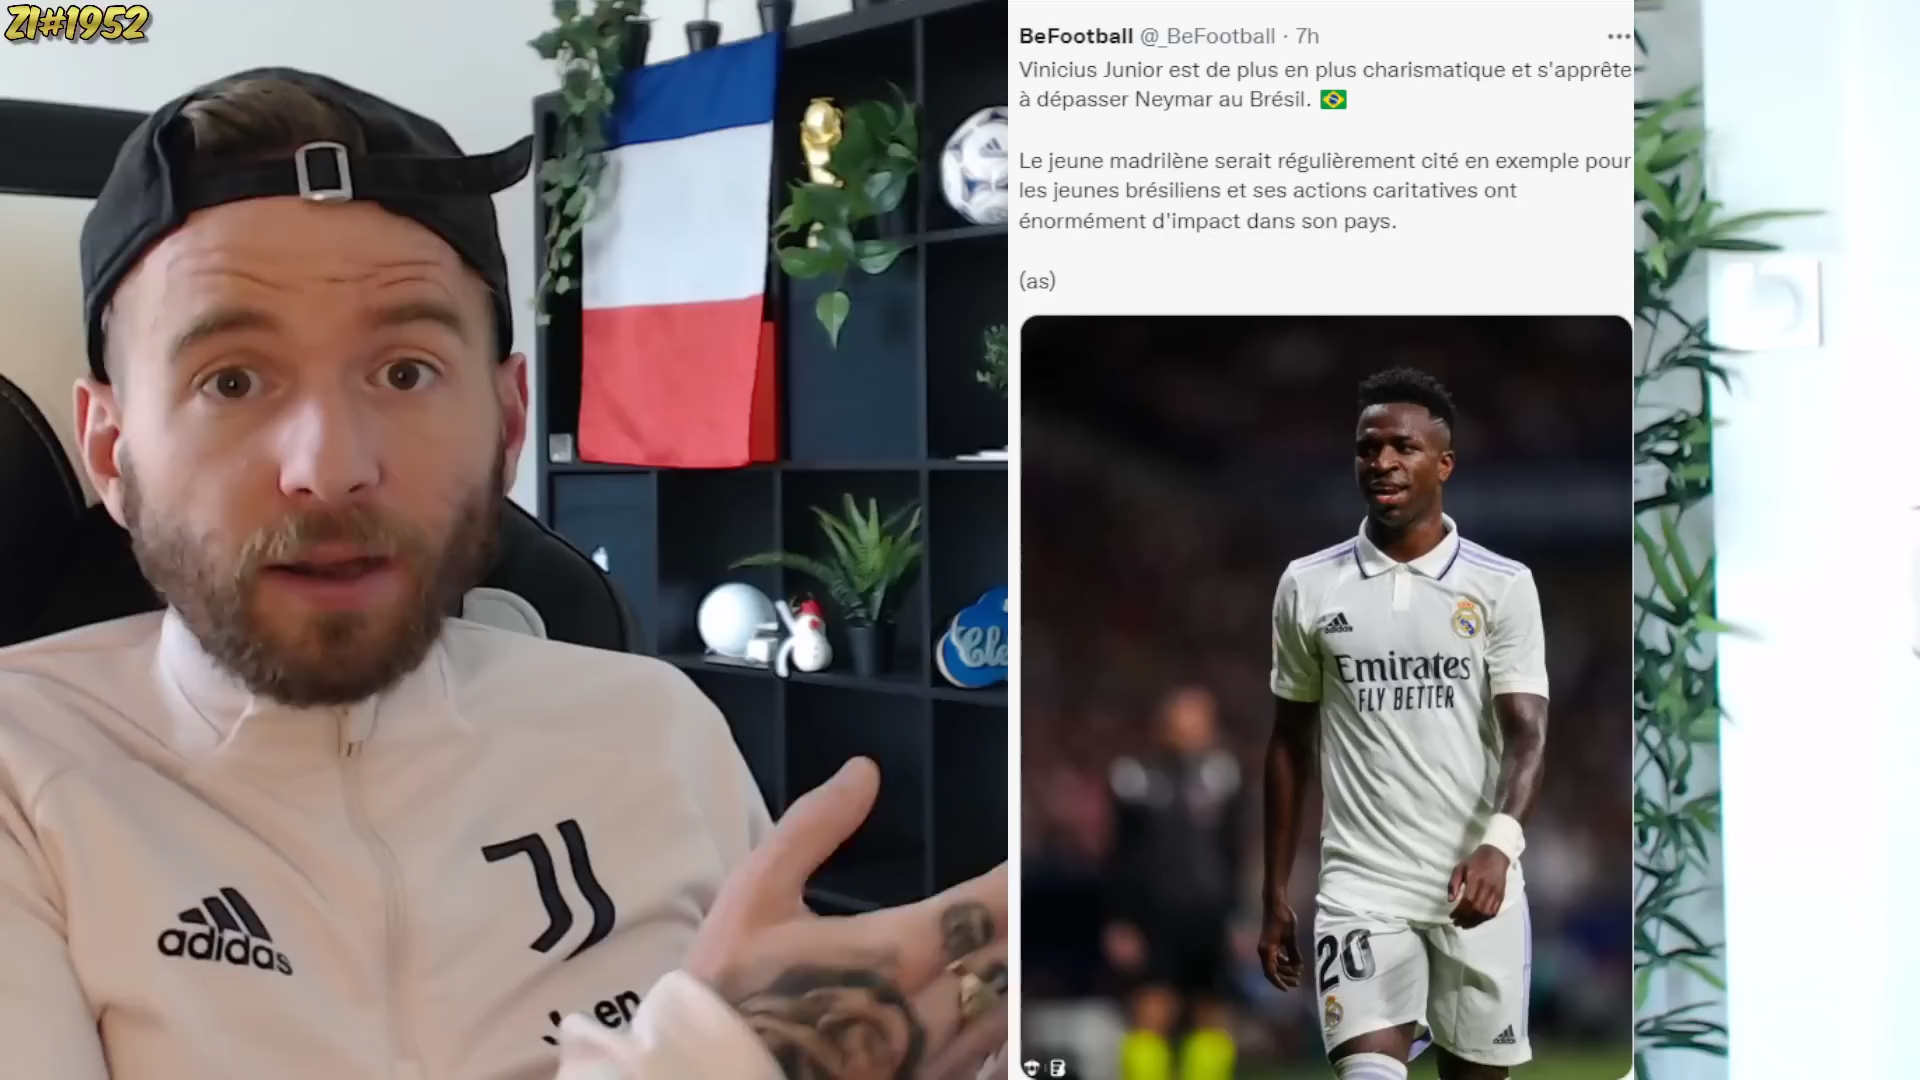 ZI#1952
BeFootball @_BeFootball · 7h
Vinicius Junior est de plus en plus charismatique et s'apprête
à dépasser Neymar au Brésil. 🇧🇷
Le jeune madrilène serait régulièrement cité en exemple pour
les jeunes brésiliens et ses actions caritatives ont
énormément d'impact dans son pays.
(as)
adidas
Emirates
FLY BETTER
20
adidas